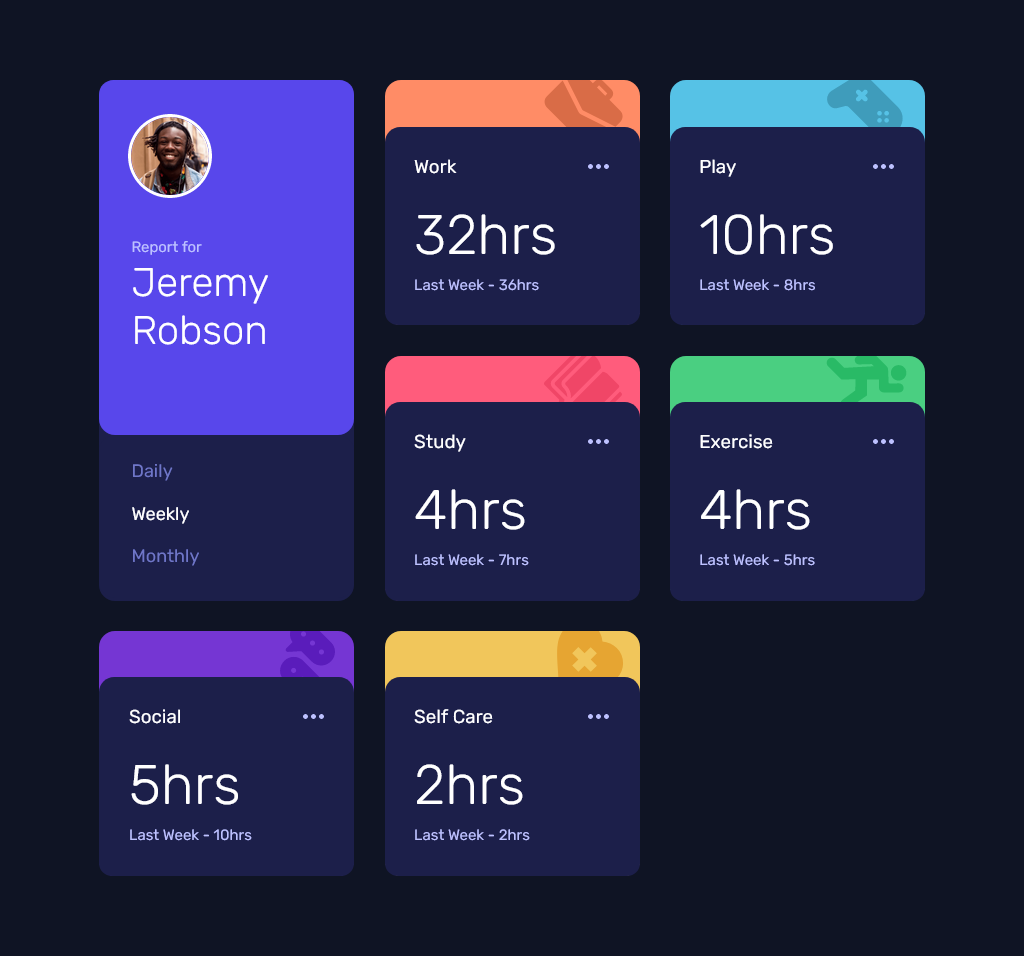 Report for
Jeremy
Robson
Daily
Weekly
Monthly
Work
32hrs
Last Week - 36hrs
Play
10hrs
Last Week - 8hrs
Study
4hrs
Last Week - 7hrs
Exercise
4hrs
Last Week - 5hrs
Social
5hrs
Last Week - 10hrs
Self Care
2hrs
Last Week - 2hrs